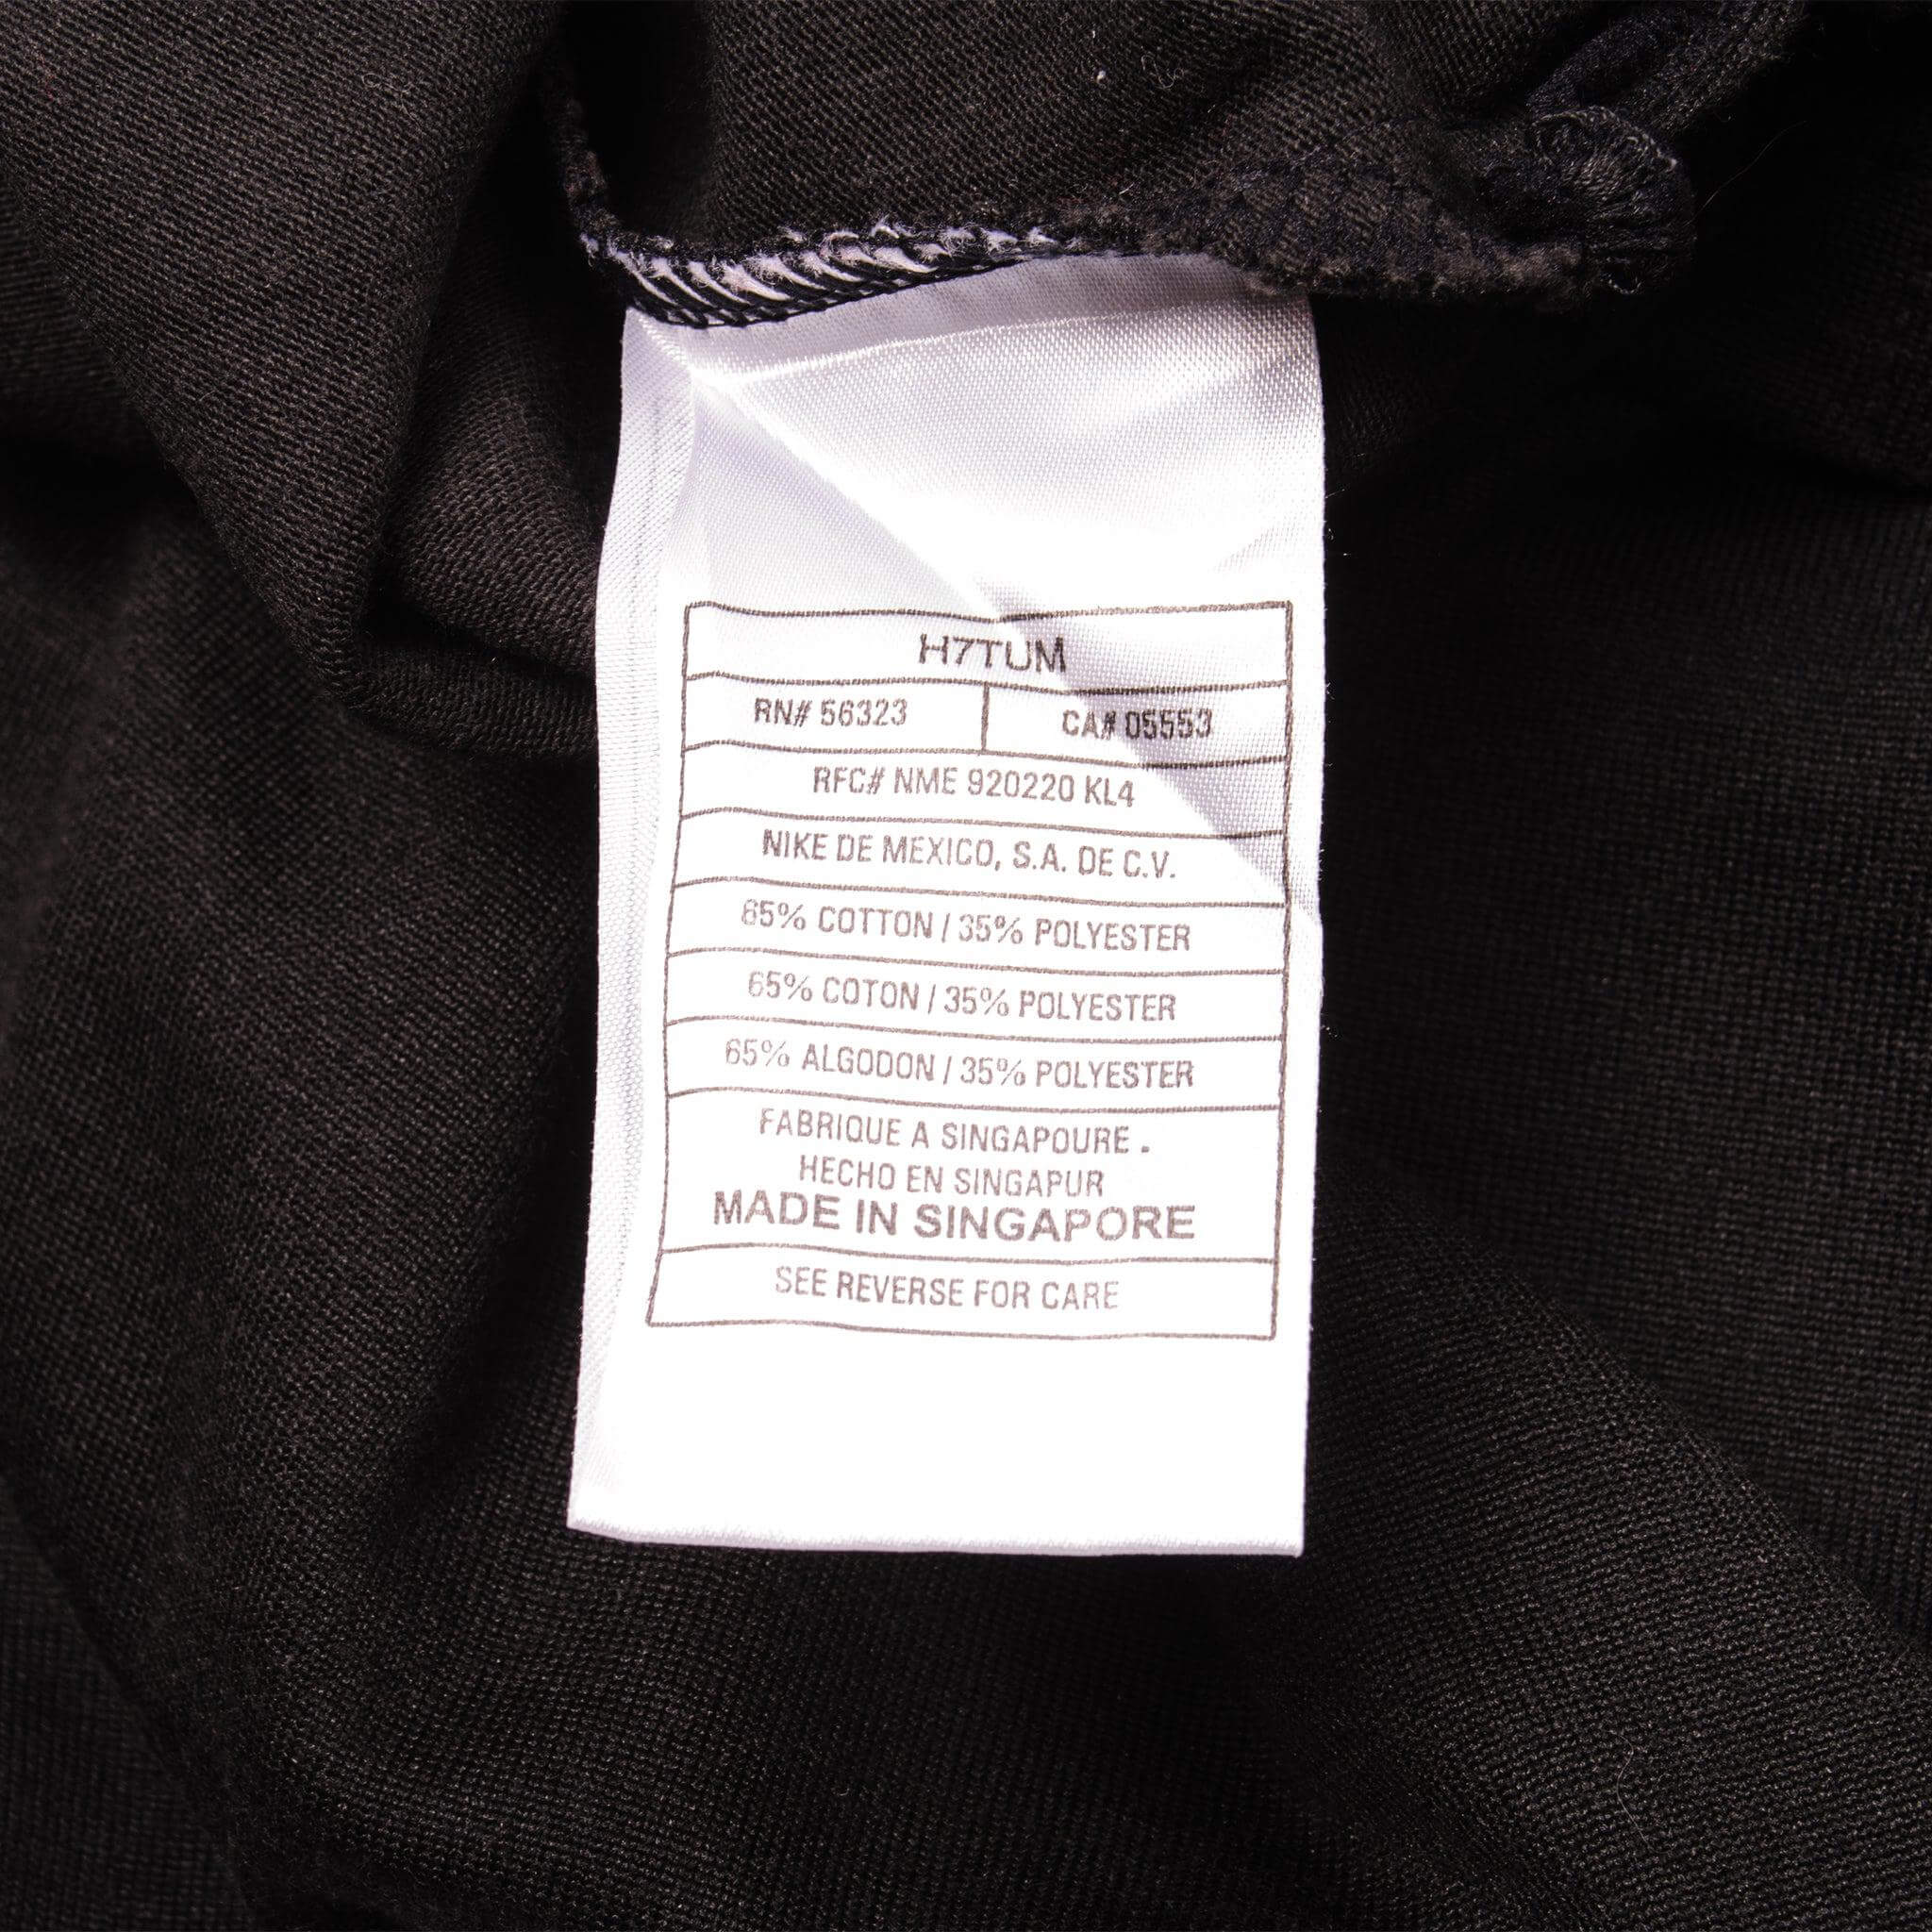 H7TUM
RN# 56323 CA# 05553
RFC# NME 920220 KL4
NIKE DE MEXICO, S.A. DE C.V.
65% COTTON / 35% POLYESTER
65% COTON / 35% POLYESTER
65% ALGODON / 35% POLYESTER
FABRIQUE A SINGAPOURE .
HECHO EN SINGAPUR
MADE IN SINGAPORE
SEE REVERSE FOR CARE